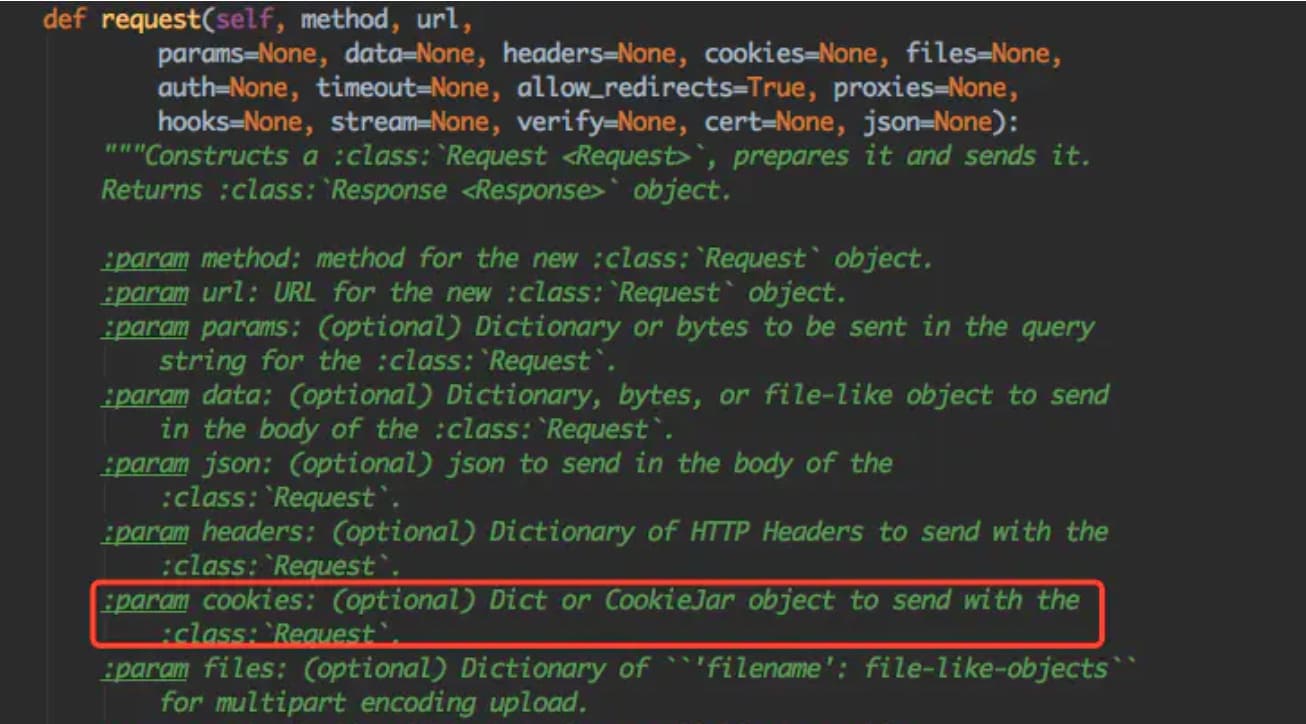 def request(self, method, url,
params=None, data=None, headers=None, cookies=None, files=None,
auth=None, timeout=None, allow_redirects=True, proxies=None,
hooks=None, stream=None, verify=None, cert=None, json=None):
"""Constructs a :class:`Request <Request>`, prepares it and sends it.
Returns :class:`Response <Response>` object.
:param method: method for the new :class:`Request` object.
:param url: URL for the new :class:`Request` object.
:param params: (optional) Dictionary or bytes to be sent in the query
string for the :class:`Request`.
:param data: (optional) Dictionary, bytes, or file-like object to send
in the body of the :class:`Request`.
:param json: (optional) json to send in the body of the
:class:`Request`.
:param headers: (optional) Dictionary of HTTP Headers to send with the
:class:`Request`.
:param cookies: (optional) Dict or CookieJar object to send with the
:class:`Request`.
:param files: (optional) Dictionary of ``'filename': file-like-objects``
for multipart encoding upload.